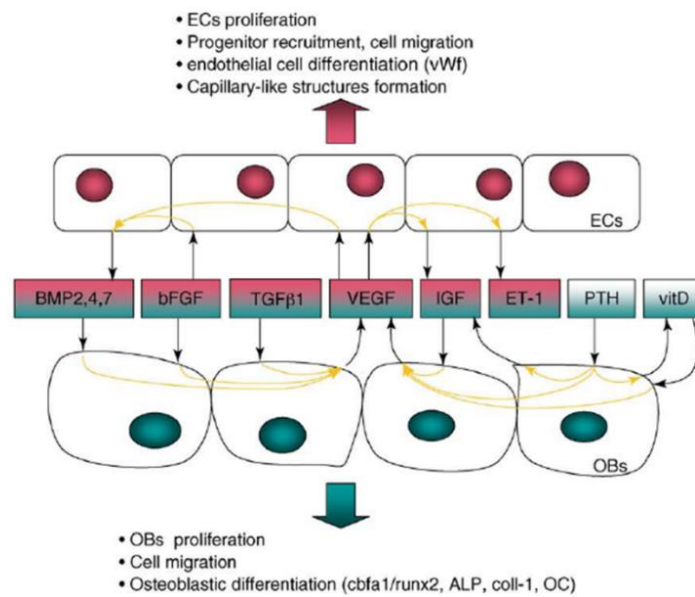 • ECs proliferation
• Progenitor recruitment, cell migration
• endothelial cell differentiation (vWf)
• Capillary-like structures formation
ECs
BMP2,4,7 bFGF TGFβ1 VEGF IGF ET-1 PTH vitD
OBs
• OBs proliferation
• Cell migration
• Osteoblastic differentiation (cbfa1/runx2, ALP, coll-1, OC)